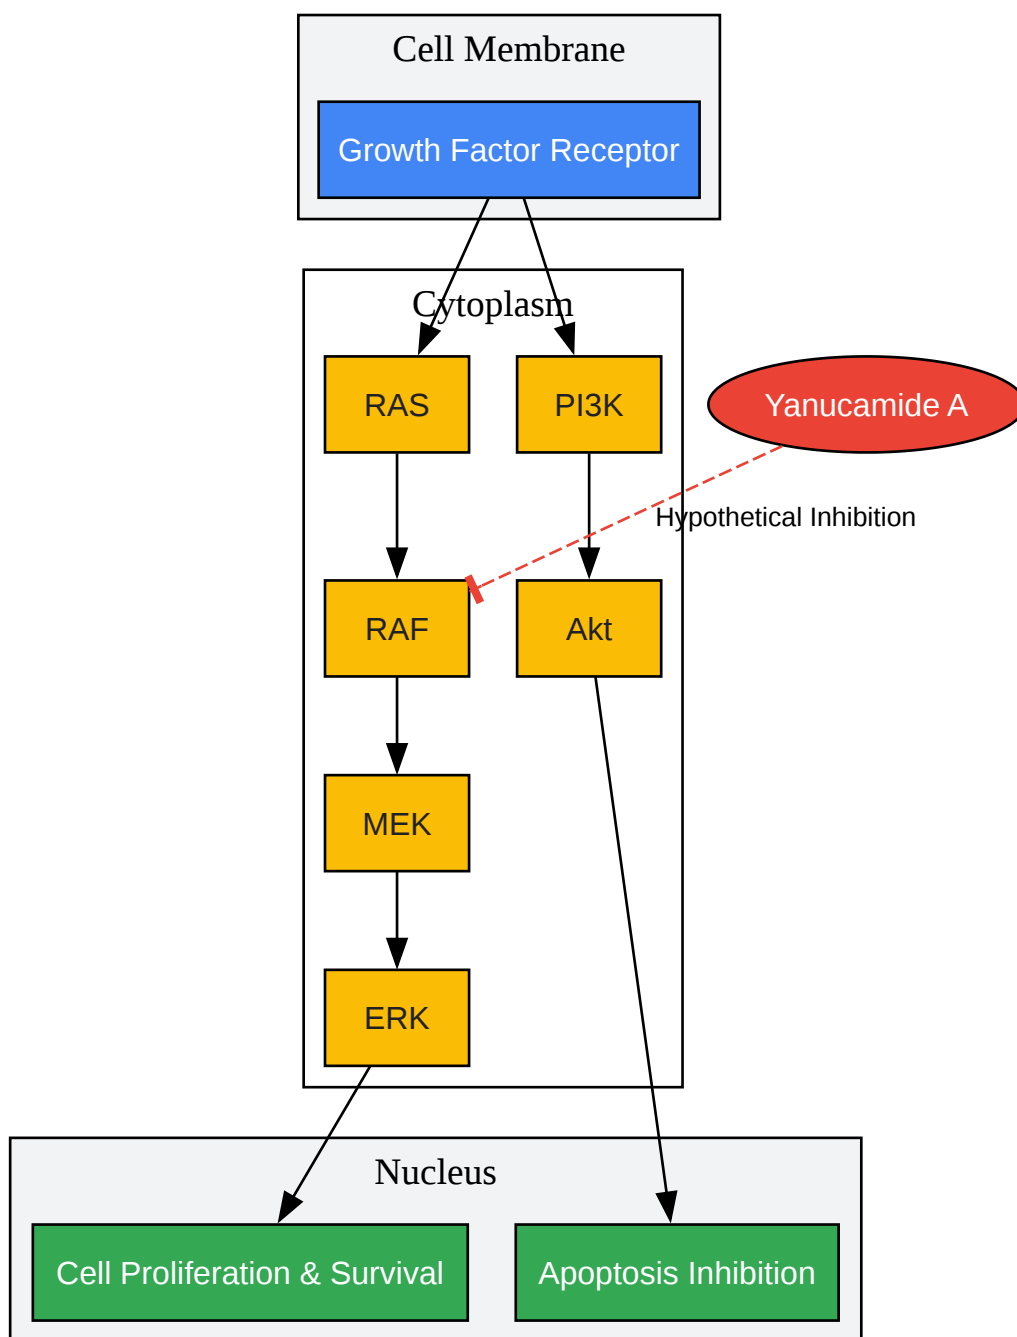 Cell Membrane
Growth Factor Receptor
Cytoplasm
RAS
PI3K
Yanucamide A
Hypothetical Inhibition
RAF
Akt
MEK
ERK
Nucleus
Cell Proliferation & Survival
Apoptosis Inhibition